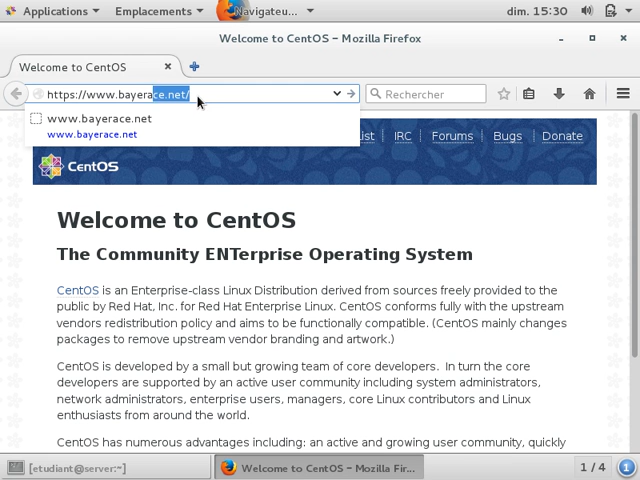 Applications Emplacements Navigateu... dim. 15:30
Welcome to CentOS - Mozilla Firefox
Welcome to CentOS
https://www.bayerace.net/ Rechercher
www.bayerace.net
www.bayerace.net
IRC Forums Bugs Donate
CentOS
Welcome to CentOS
The Community ENTerprise Operating System
CentOS is an Enterprise-class Linux Distribution derived from sources freely provided to the
public by Red Hat, Inc. for Red Hat Enterprise Linux. CentOS conforms fully with the upstream
vendors redistribution policy and aims to be functionally compatible. (CentOS mainly changes
packages to remove upstream vendor branding and artwork.)
CentOS is developed by a small but growing team of core developers. In turn the core
developers are supported by an active user community including system administrators,
network administrators, enterprise users, managers, core Linux contributors and Linux
enthusiasts from around the world.
CentOS has numerous advantages including: an active and growing user community, quickly
[etudiant@server:~] Welcome to CentOS - Mozilla Fir... 1 / 4 1